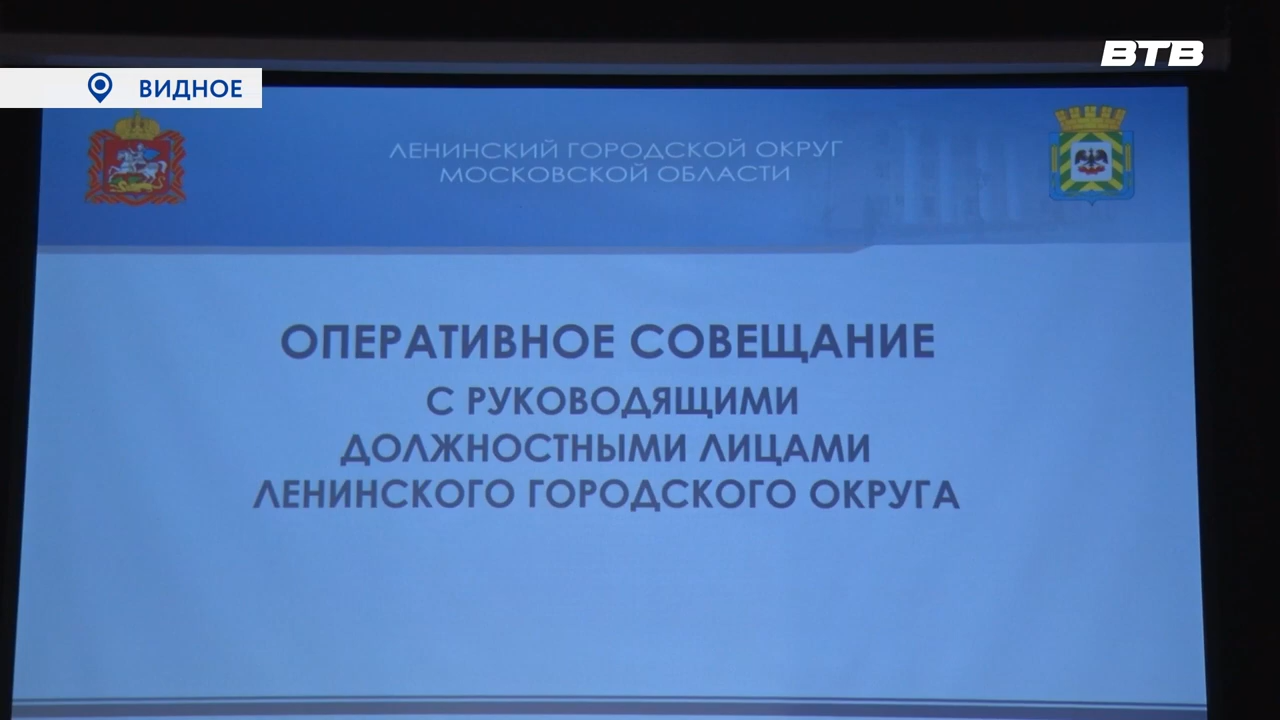 ВТВ
ВИДНОЕ
ЛЕНИНСКИЙ ГОРОДСКОЙ ОКРУГ
МОСКОВСКОЙ ОБЛАСТИ
ОПЕРАТИВНОЕ СОВЕЩАНИЕ
С РУКОВОДЯЩИМИ
ДОЛЖНОСТНЫМИ ЛИЦАМИ
ЛЕНИНСКОГО ГОРОДСКОГО ОКРУГА